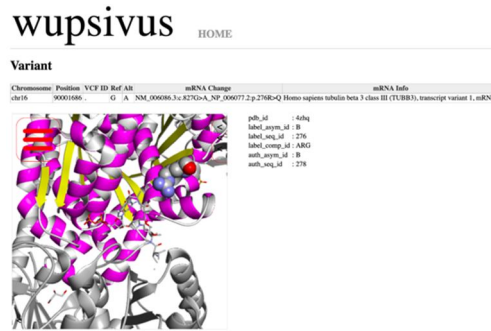 wupsivus HOME
Variant
Chromosome Position VCF ID Ref Alt mRNA Change mRNA Info
chr16 90001686 . G A NM_006086.3:c.827G>A_NP_006077.2:p.276R>Q Homo sapiens tubulin beta 3 class III (TUBB3), transcript variant 1, mRN
pdb_id : 4zhq
label_asym_id : B
label_seq_id : 276
label_comp_id : ARG
auth_asym_id : B
auth_seq_id : 278